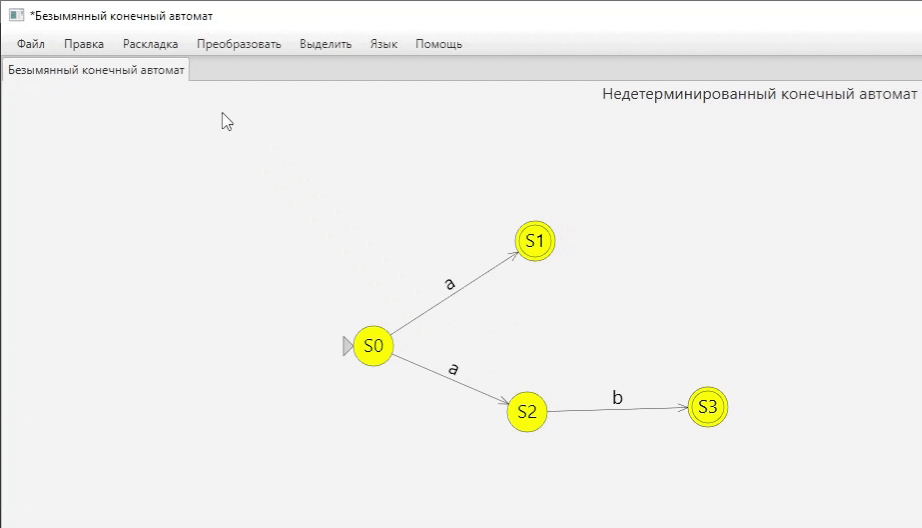 *Безымянный конечный автомат
Файл Правка Раскладка Преобразовать Выделить Язык Помощь
Безымянный конечный автомат
Недетерминированный конечный автомат
S1
a
S0
a
b
S2
S3